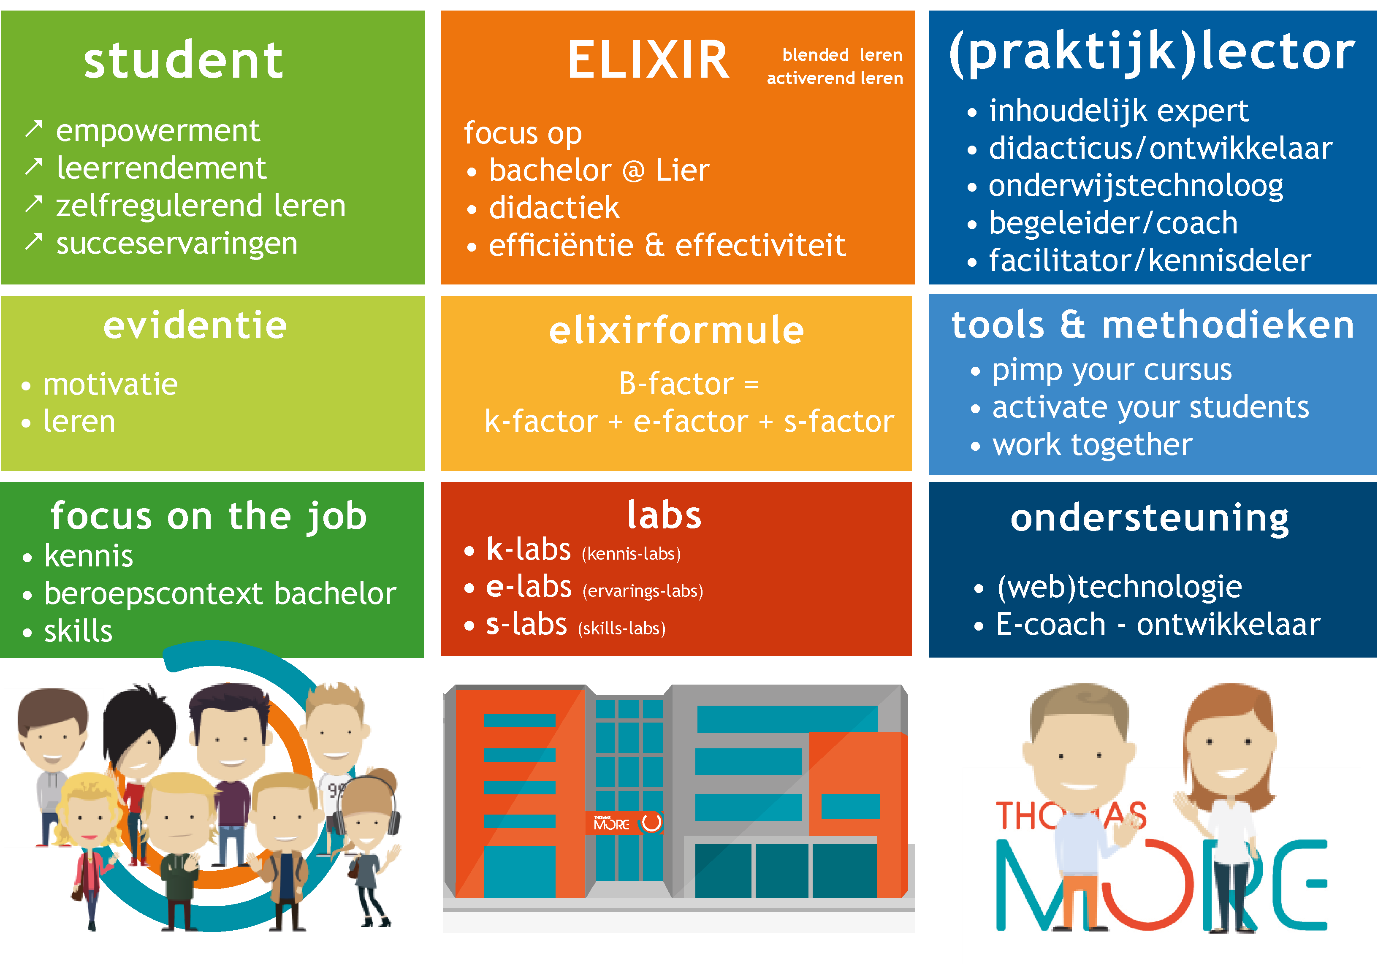 student
↗ empowerment
↗ leerrendement
↗ zelfregulerend leren
↗ succeservaringen
ELIXIR
blended leren
activerend leren
focus op
• bachelor @ Lier
• didactiek
• efficiëntie & effectiviteit
(praktijk)lector
• inhoudelijk expert
• didacticus/ontwikkelaar
• onderwijstechnoloog
• begeleider/coach
• facilitator/kennisdeler
evidentie
• motivatie
• leren
elixirformule
B-factor =
k-factor + e-factor + s-factor
tools & methodieken
• pimp your cursus
• activate your students
• work together
focus on the job
• kennis
• beroepscontext bachelor
• skills
labs
• k-labs (kennis-labs)
• e-labs (ervarings-labs)
• s-labs (skills-labs)
ondersteuning
• (web)technologie
• E-coach - ontwikkelaar
99
THOMAS
MORE
THOMAS
MORE